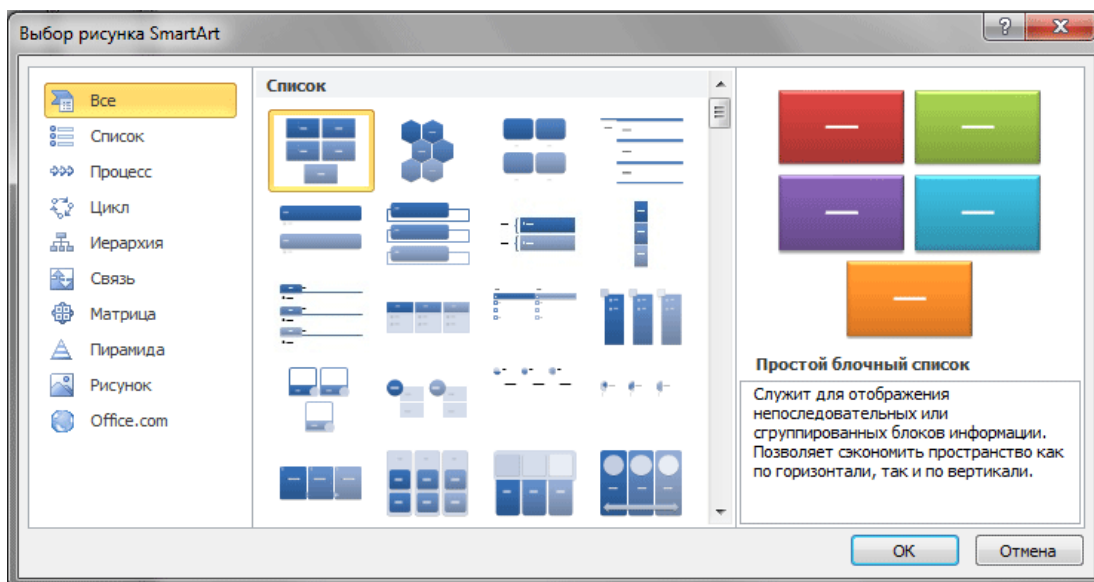 Выбор рисунка SmartArt
Все
Список
Процесс
Цикл
Иерархия
Связь
Матрица
Пирамида
Рисунок
Office.com
Список
Простой блочный список
Служит для отображения
непоследовательных или
сгруппированных блоков информации.
Позволяет сэкономить пространство как
по горизонтали, так и по вертикали.
ОК
Отмена